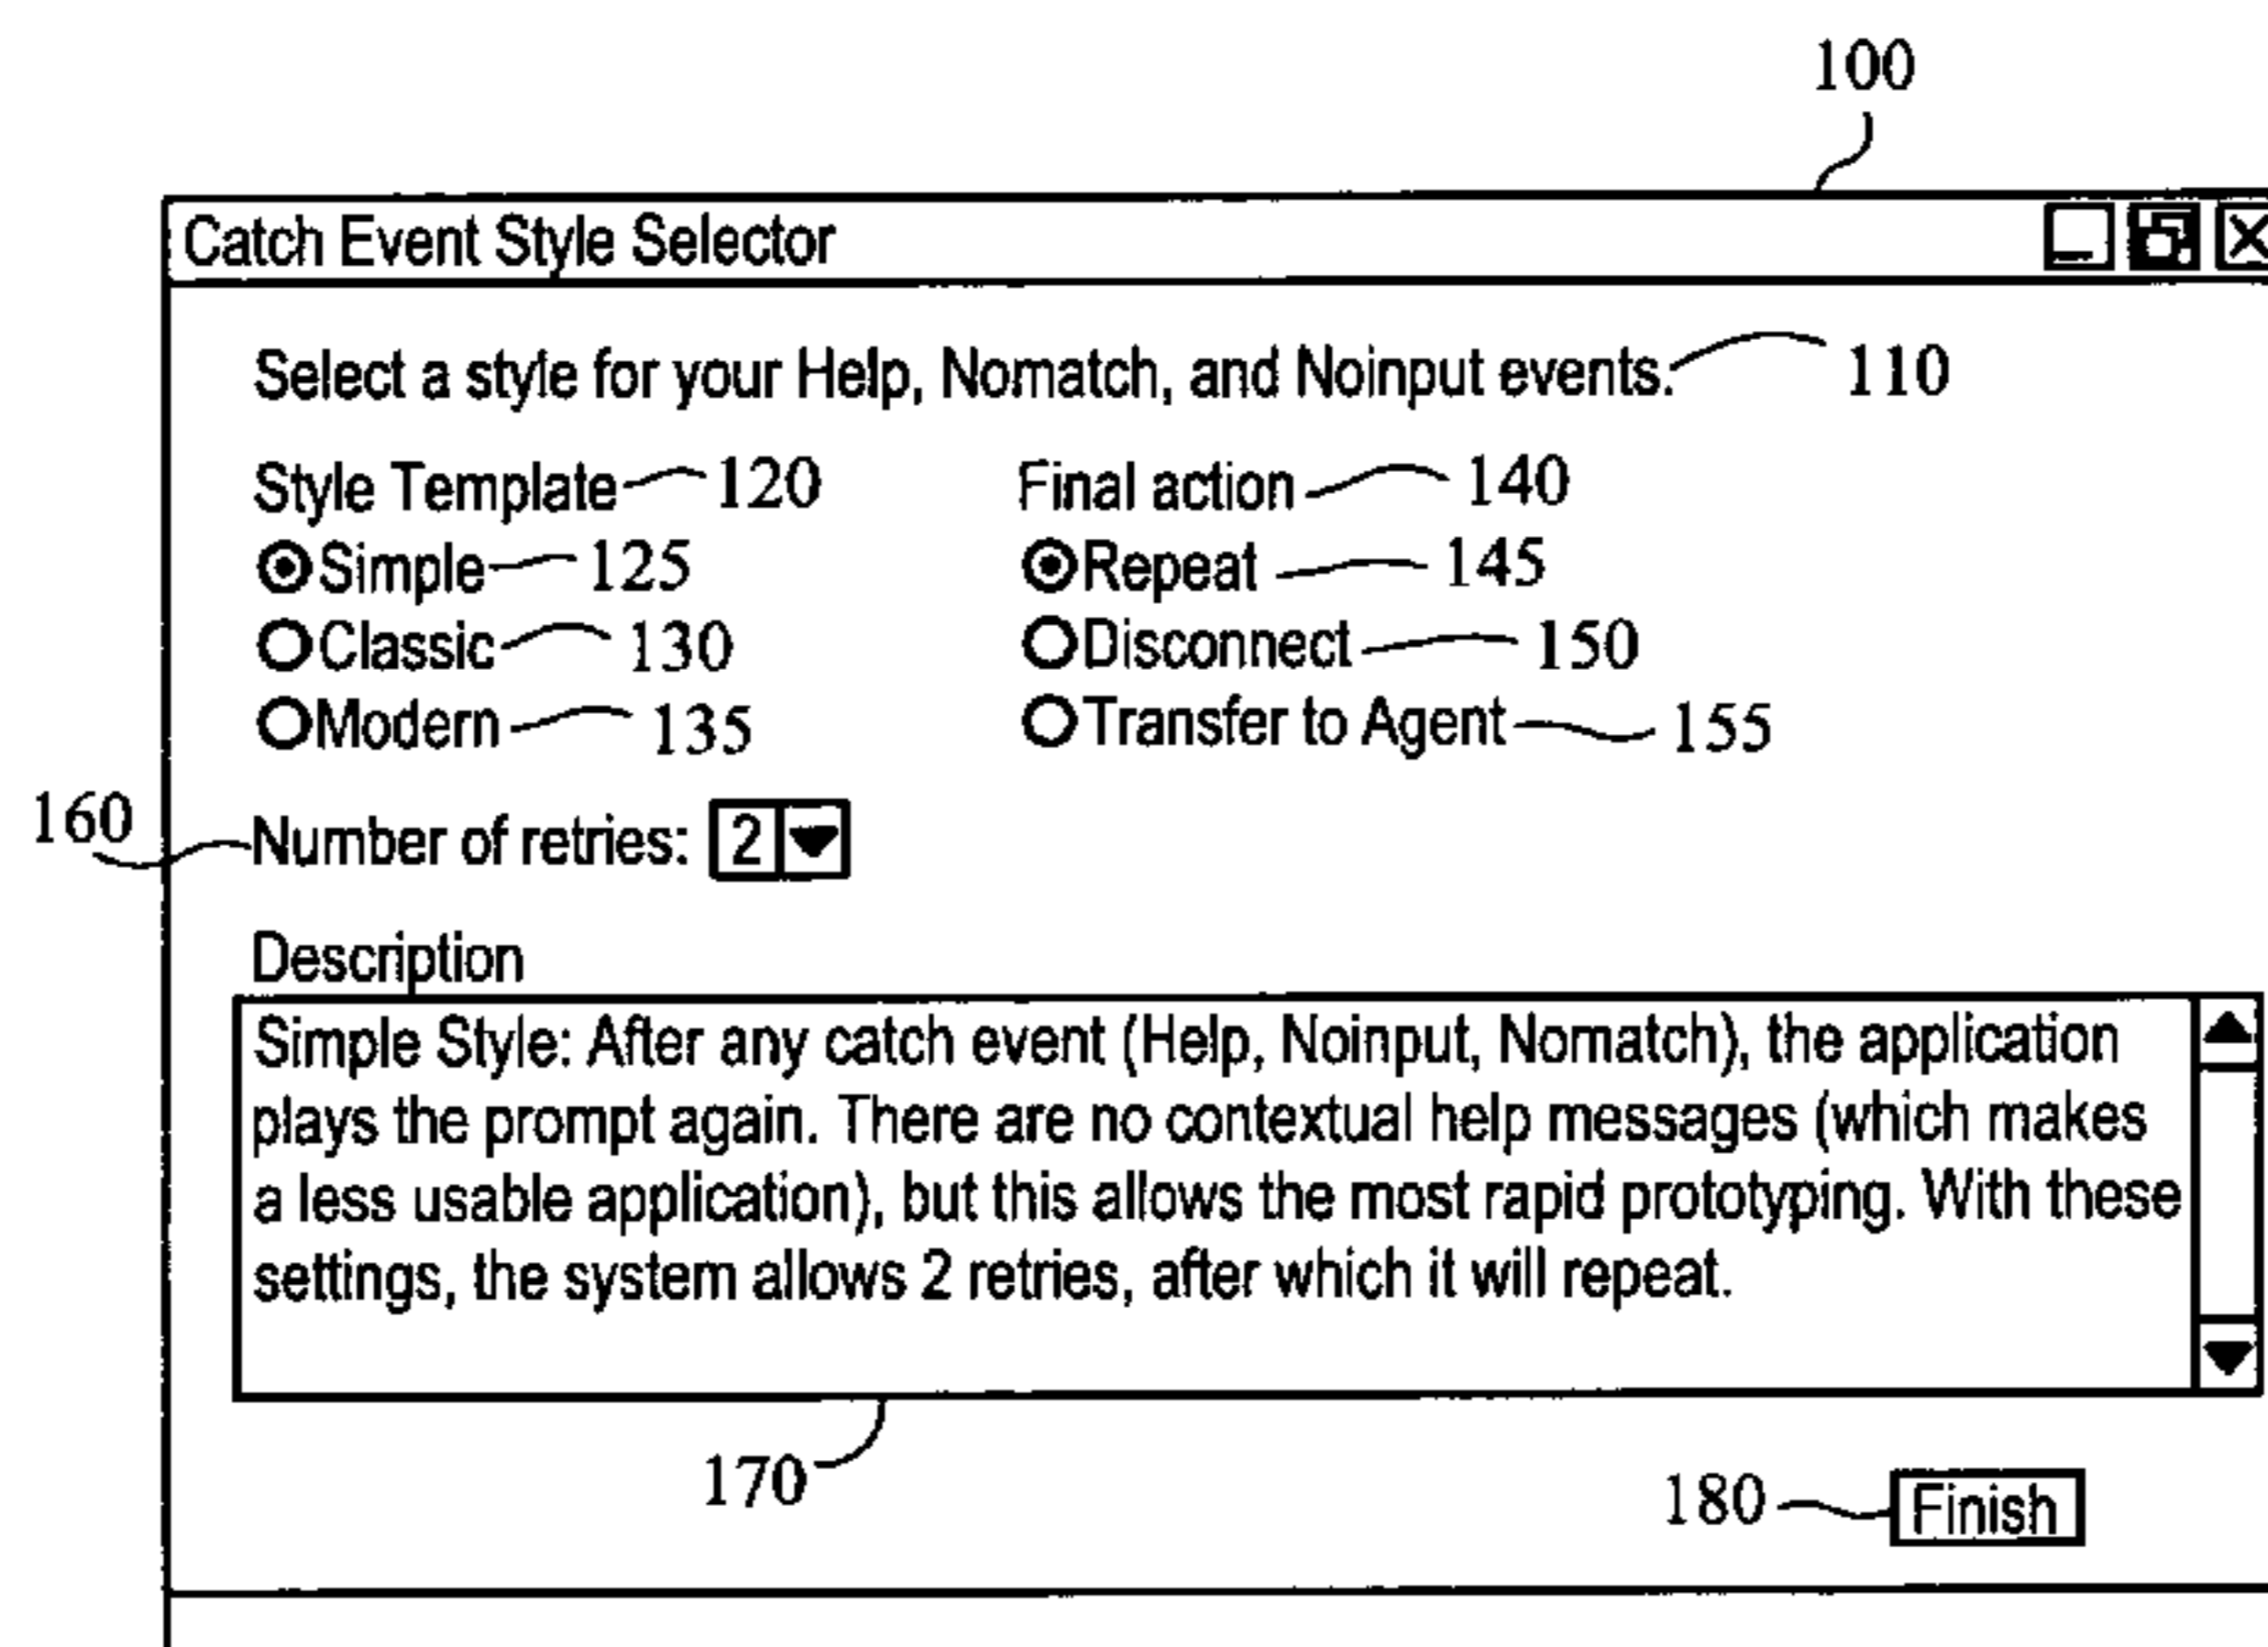 100
Catch Event Style Selector
Select a style for your Help, Nomatch, and Noinput events. 110
Style Template 120 Final action 140
Simple 125 Repeat 145
Classic 130 Disconnect 150
Modern 135 Transfer to Agent 155
160 Number of retries: 2
Description
Simple Style: After any catch event (Help, Noinput, Nomatch), the application
plays the prompt again. There are no contextual help messages (which makes
a less usable application), but this allows the most rapid prototyping. With these
settings, the system allows 2 retries, after which it will repeat.
170
180 Finish